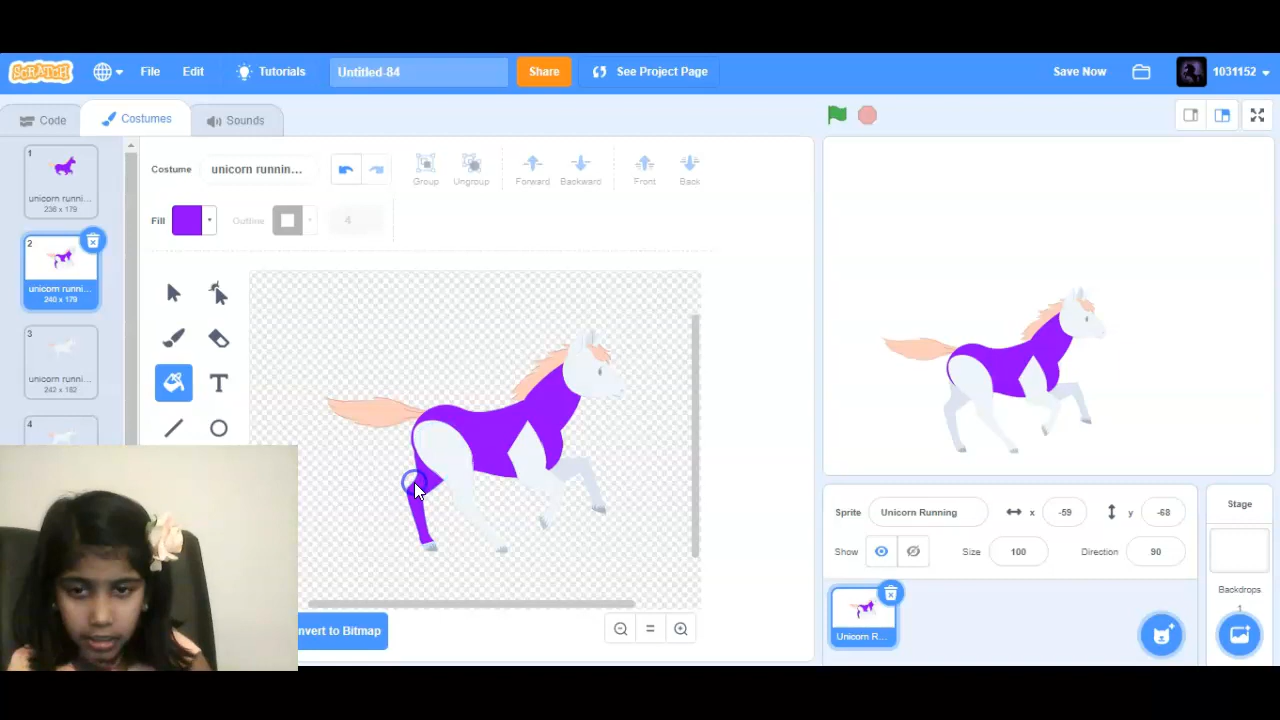 SCRATCH File Edit Tutorials Untitled-84 Share See Project Page Save Now 1031152
Code Costumes Sounds
1
unicorn runni...
236 x 179
2
unicorn runni...
240 x 179
3
unicorn runni...
242 x 182
4
Costume unicorn runnin... Group Ungroup Forward Backward Front Back
Fill Outline 4
T
nvert to Bitmap
Sprite Unicorn Running x -59 y -68
Show Size 100 Direction 90
Unicorn R...
Stage
Backdrops
1